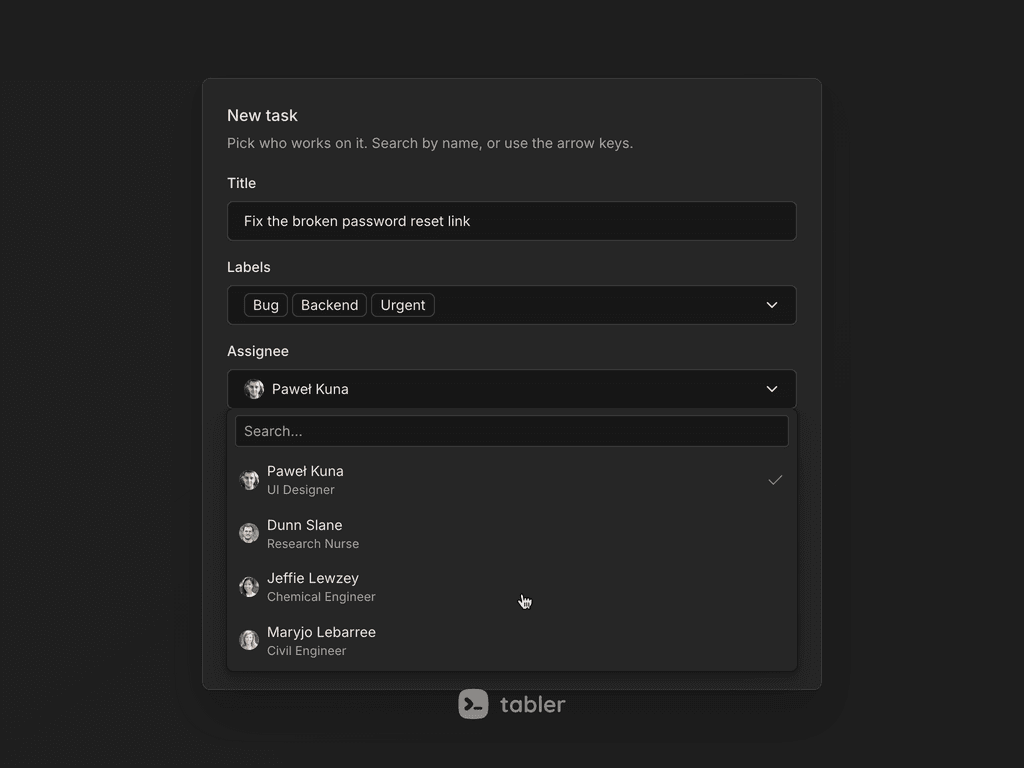 New task
Pick who works on it. Search by name, or use the arrow keys.
Title
Fix the broken password reset link
Labels
Bug Backend Urgent
Assignee
Paweł Kuna
Search...
Paweł Kuna
UI Designer
Dunn Slane
Research Nurse
Jeffie Lewzey
Chemical Engineer
Maryjo Lebarree
Civil Engineer
tabler